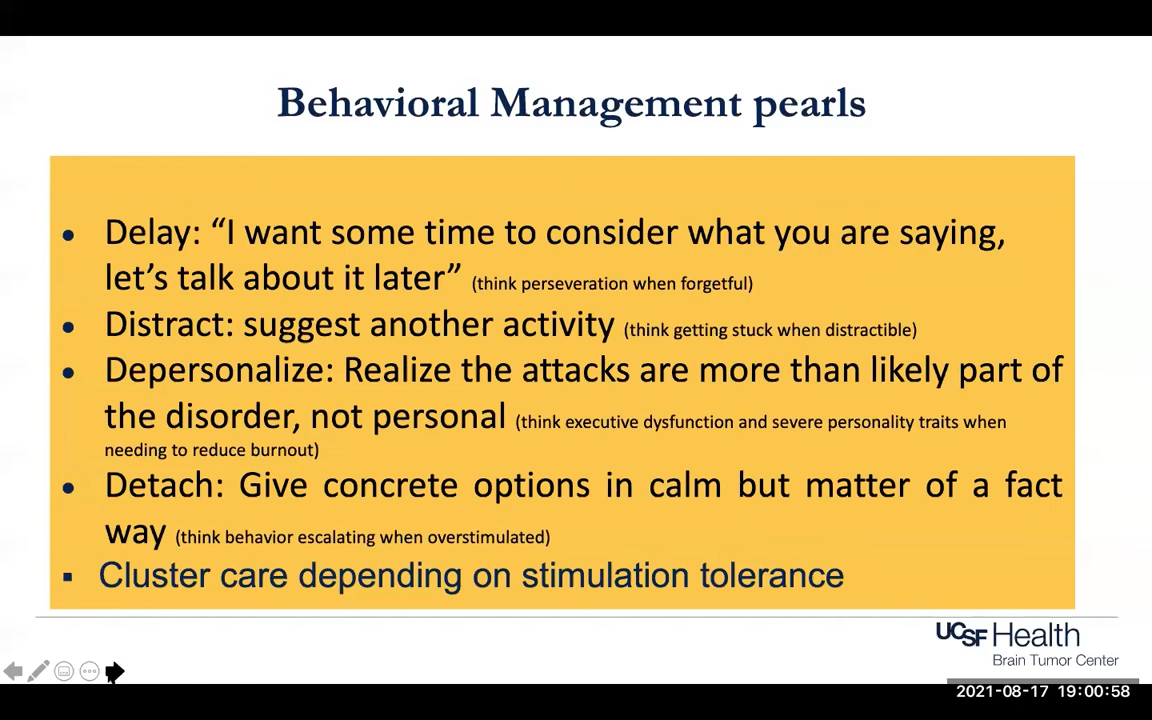 Behavioral Management pearls
• Delay: “I want some time to consider what you are saying,
let’s talk about it later” (think perseveration when forgetful)
• Distract: suggest another activity (think getting stuck when distractible)
• Depersonalize: Realize the attacks are more than likely part of
the disorder, not personal (think executive dysfunction and severe personality traits when
needing to reduce burnout)
• Detach: Give concrete options in calm but matter of a fact
way (think behavior escalating when overstimulated)
▪ Cluster care depending on stimulation tolerance
UCSF Health
Brain Tumor Center
2021-08-17 19:00:58